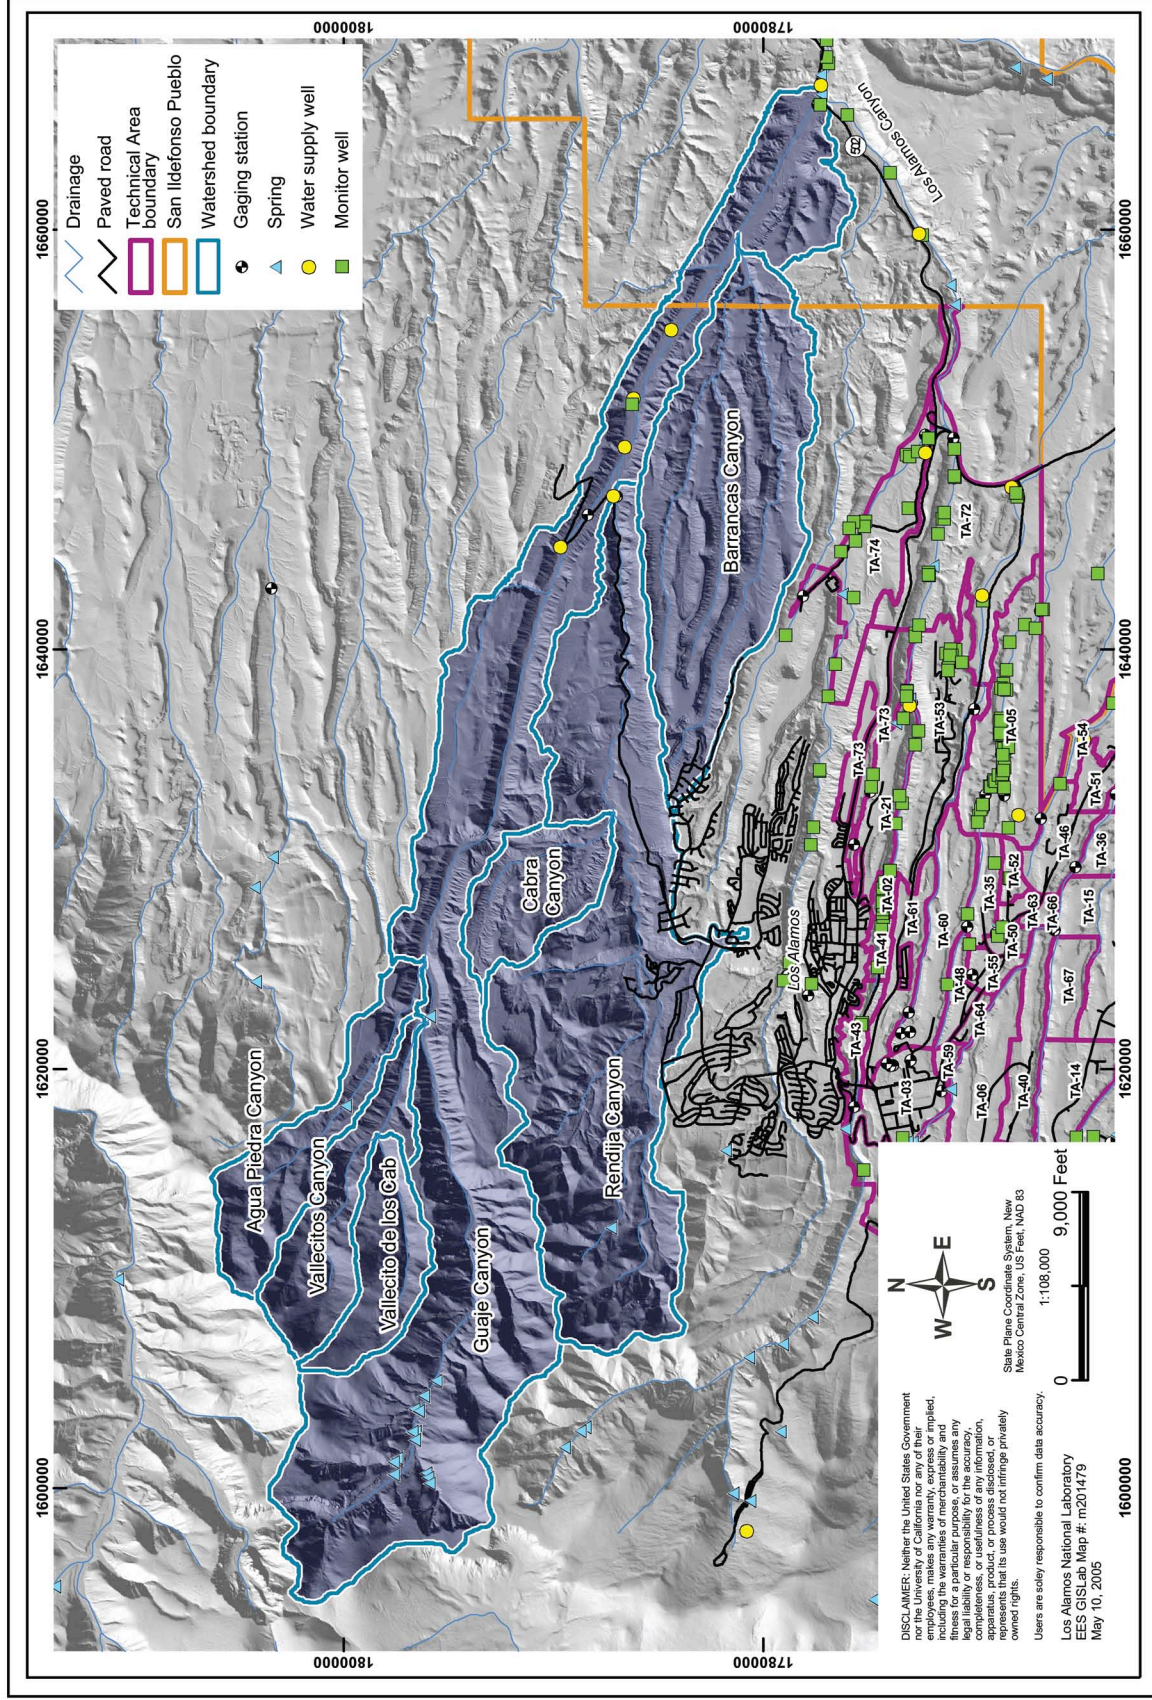 1800000
1780000
1660000
1640000
1620000
1600000
1660000
1640000
1620000
1600000
1800000
1780000
Drainage
Paved road
Technical Area
boundary
San Ildefonso Pueblo
Watershed boundary
Gaging station
Spring
Water supply well
Monitor well
Agua Piedra Canyon
Vallecitos Canyon
Vallecito de los Cab
Guaje Canyon
Cabra
Canyon
Rendija Canyon
Barrancas Canyon
Los Alamos Canyon
502
Los Alamos
TA-74
TA-72
TA-73
TA-73
TA-53
TA-05
TA-54
TA-21
TA-51
TA-46
TA-36
TA-02
TA-61
TA-41
TA-60
TA-35
TA-52
TA-63
TA-66
TA-15
TA-50
TA-48
TA-55
TA-64
TA-67
TA-43
TA-59
TA-03
TA-06
TA-40
TA-14
N
W
E
S
State Plane Coordinate System, New
Mexico Central Zone, US Feet, NAD 83
1:108,000
0
9,000 Feet
DISCLAIMER: Neither the United States Government
nor the University of California nor any of their
employees, makes any warranty, express or implied,
including the warranties of merchantability and
fitness for a particular purpose, or assumes any
legal liability or responsibility for the accuracy,
completeness, or usefulness of any information,
apparatus, product, or process disclosed, or
represents that its use would not infringe privately
owned rights.
Users are soley responsible to confirm data accuracy.
Los Alamos National Laboratory
EES GISLab Map #: m201479
May 10, 2005